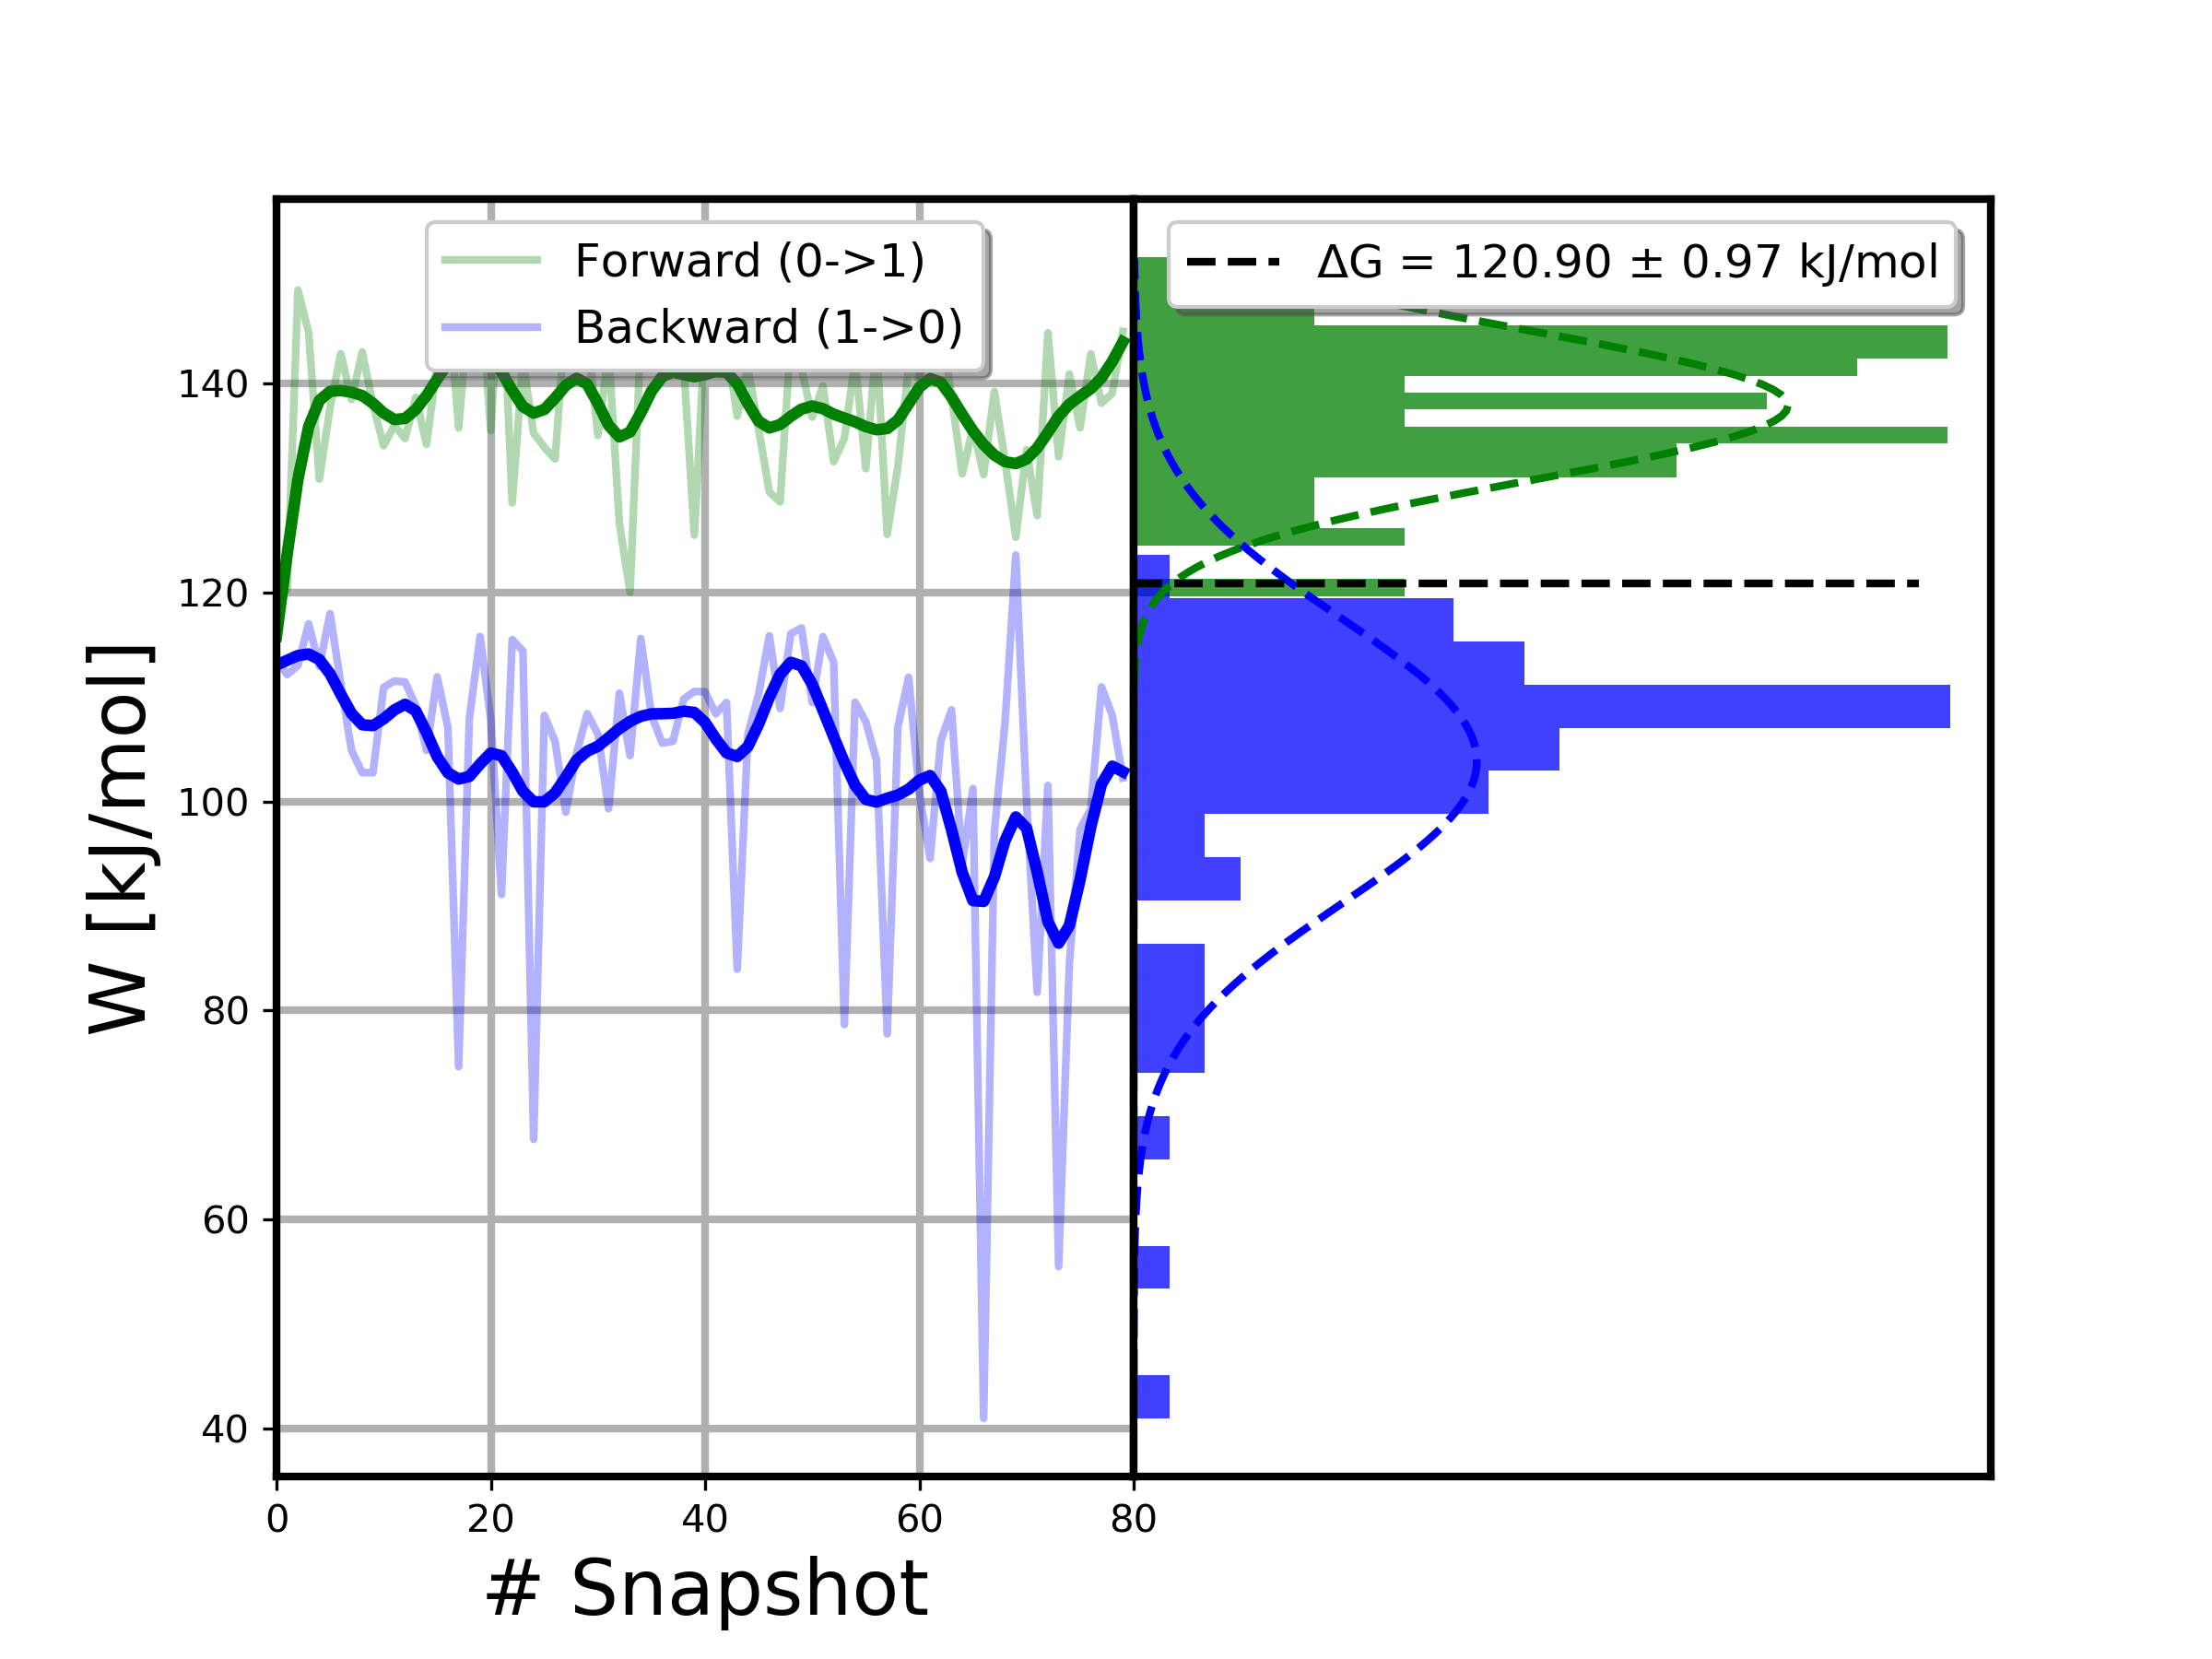 Forward (0->1)
Backward (1->0)
ΔG = 120.90 ± 0.97 kJ/mol
W [kJ/mol]
140
120
100
80
60
40
0 20 40 60 80
# Snapshot